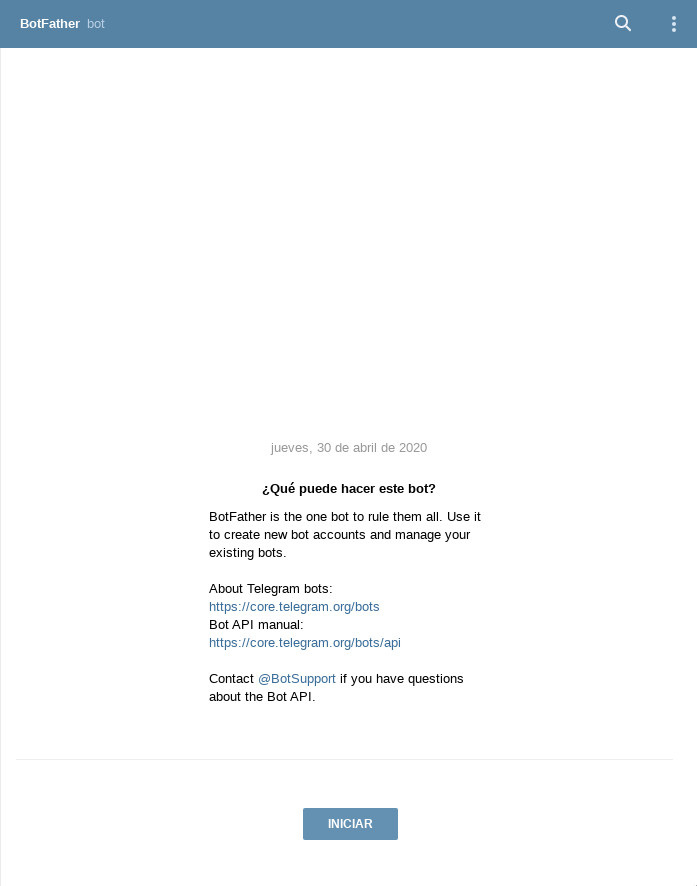 BotFather bot
jueves, 30 de abril de 2020
¿Qué puede hacer este bot?
BotFather is the one bot to rule them all. Use it
to create new bot accounts and manage your
existing bots.
About Telegram bots:
https://core.telegram.org/bots
Bot API manual:
https://core.telegram.org/bots/api
Contact @BotSupport if you have questions
about the Bot API.
INICIAR